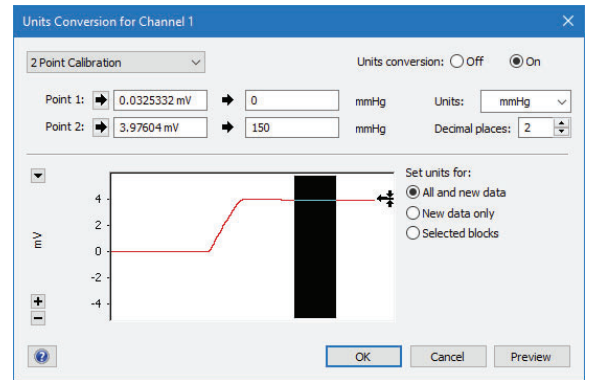 Units Conversion for Channel 1
2 Point Calibration
Units conversion: Off On
Point 1: 0.0325332 mV 0 mmHg Units: mmHg
Point 2: 3.97604 mV 150 mmHg Decimal places: 2
Set units for:
All and new data
New data only
Selected blocks
mV
4
2
0
-2
-4
OK Cancel Preview